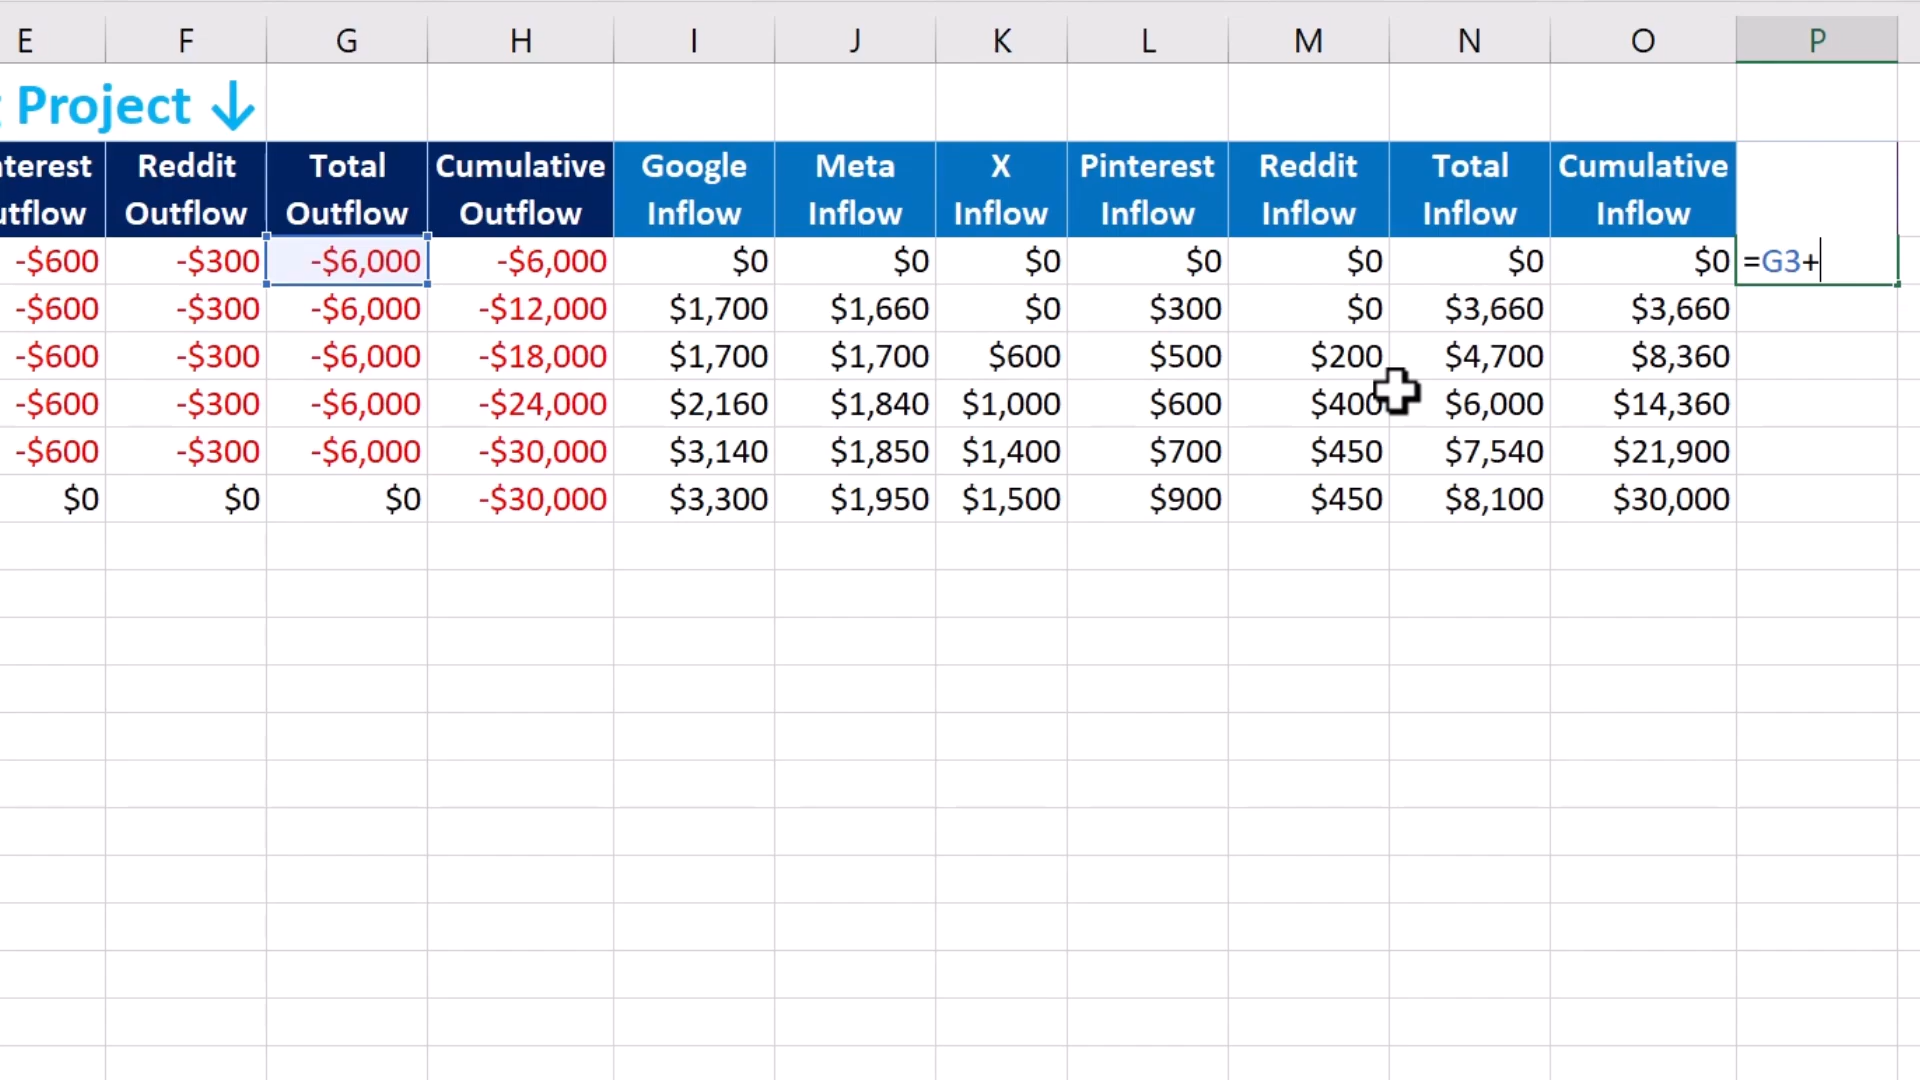 E F G H I J K L M N O P
Project ↓
terest Reddit Total Cumulative Google Meta X Pinterest Reddit Total Cumulative
utflow Outflow Outflow Outflow Inflow Inflow Inflow Inflow Inflow Inflow Inflow
-$600 -$300 -$6,000 -$6,000 $0 $0 $0 $0 $0 $0 $0 =G3+
-$600 -$300 -$6,000 -$12,000 $1,700 $1,660 $0 $300 $0 $3,660 $3,660
-$600 -$300 -$6,000 -$18,000 $1,700 $1,700 $600 $500 $200 $4,700 $8,360
-$600 -$300 -$6,000 -$24,000 $2,160 $1,840 $1,000 $600 $400 $6,000 $14,360
-$600 -$300 -$6,000 -$30,000 $3,140 $1,850 $1,400 $700 $450 $7,540 $21,900
$0 $0 $0 -$30,000 $3,300 $1,950 $1,500 $900 $450 $8,100 $30,000